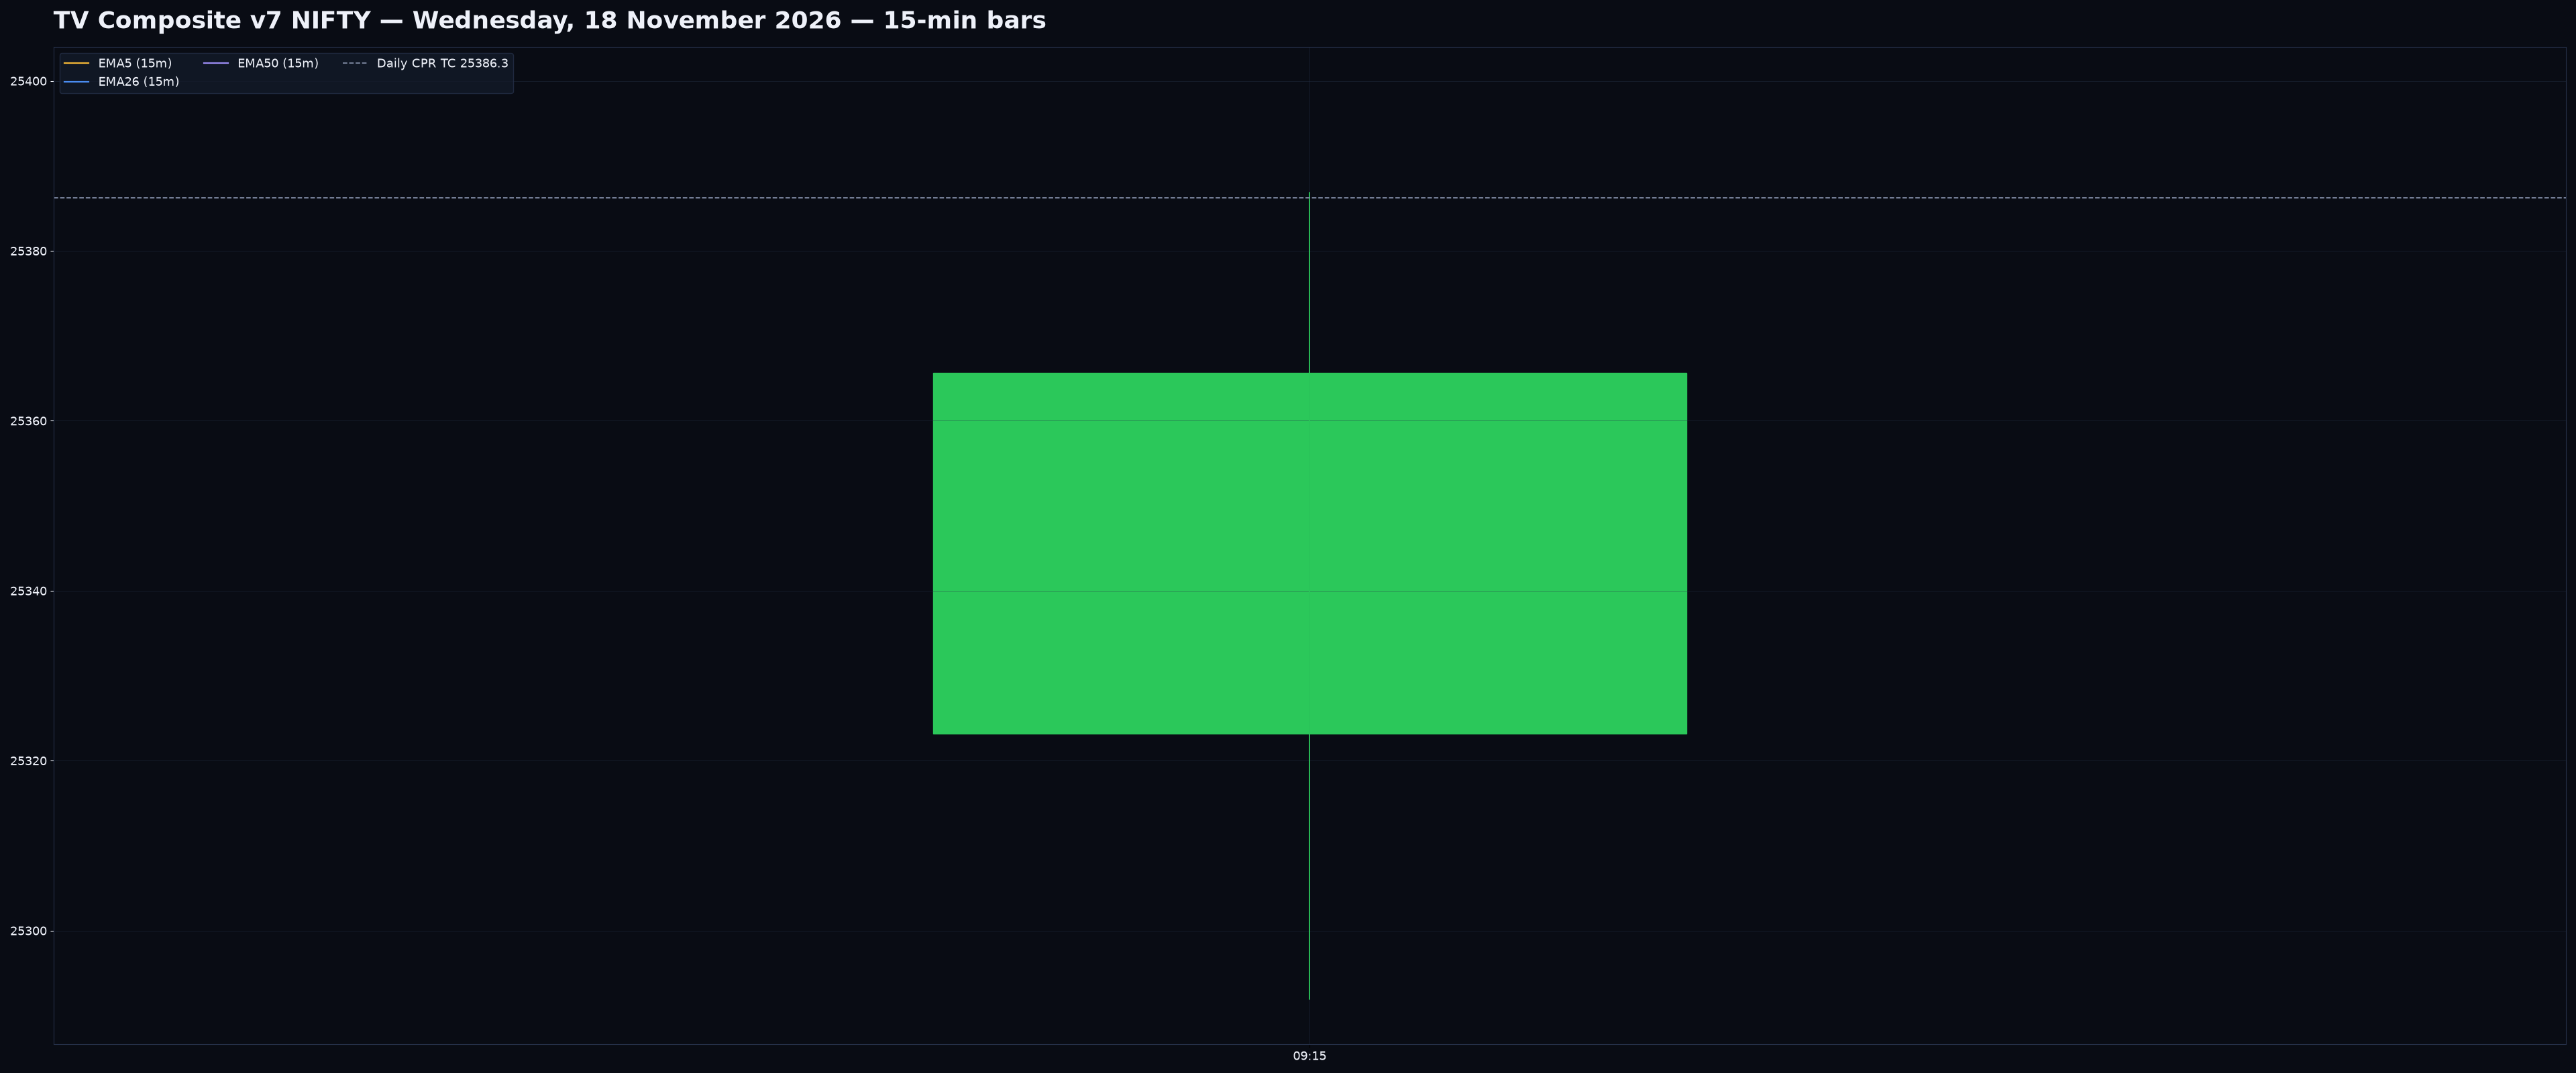 TV Composite v7 NIFTY — Wednesday, 18 November 2026 — 15-min bars
EMA5 (15m) EMA50 (15m) Daily CPR TC 25386.3
EMA26 (15m)
25400
25380
25360
25340
25320
25300
09:15